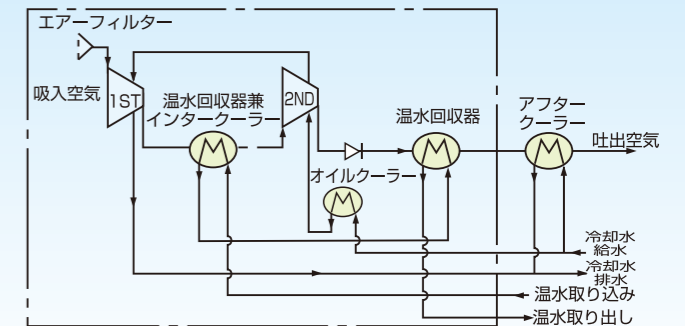 エアーフィルター
吸入空気
1ST
温水回収器兼
インタークーラー
2ND
温水回収器
アフター
クーラー
吐出空気
オイルクーラー
冷却水
給水
冷却水
排水
温水取り込み
温水取り出し